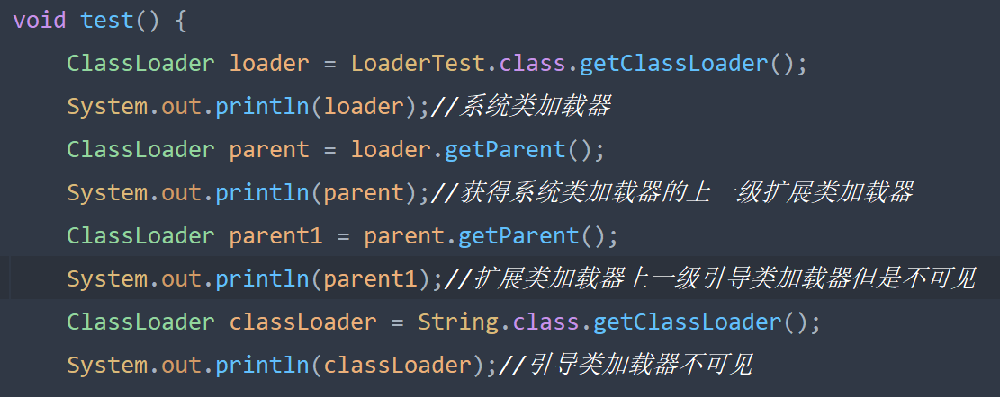 void test() {
    ClassLoader loader = LoaderTest.class.getClassLoader();
    System.out.println(loader);//系统类加载器
    ClassLoader parent = loader.getParent();
    System.out.println(parent);//获得系统类加载器的上一级扩展类加载器
    ClassLoader parent1 = parent.getParent();
    System.out.println(parent1);//扩展类加载器上一级引导类加载器但是不可见
    ClassLoader classLoader = String.class.getClassLoader();
    System.out.println(classLoader);//引导类加载器不可见